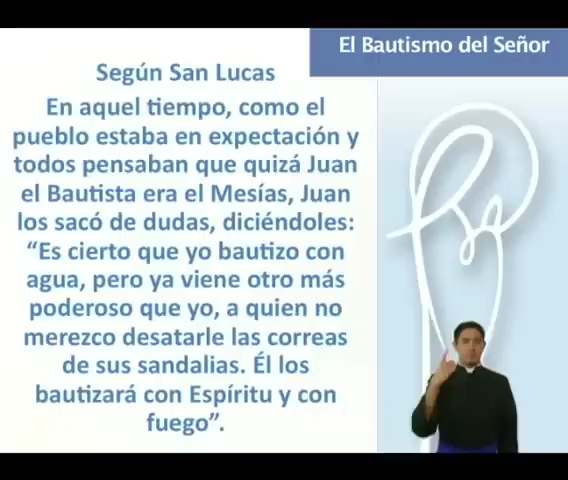 El Bautismo del Señor
Según San Lucas
En aquel tiempo, como el
pueblo estaba en expectación y
todos pensaban que quizá Juan
el Bautista era el Mesías, Juan
los sacó de dudas, diciéndoles:
“Es cierto que yo bautizo con
agua, pero ya viene otro más
poderoso que yo, a quien no
merezco desatarle las correas
de sus sandalias. Él los
bautizará con Espíritu y con
fuego”.